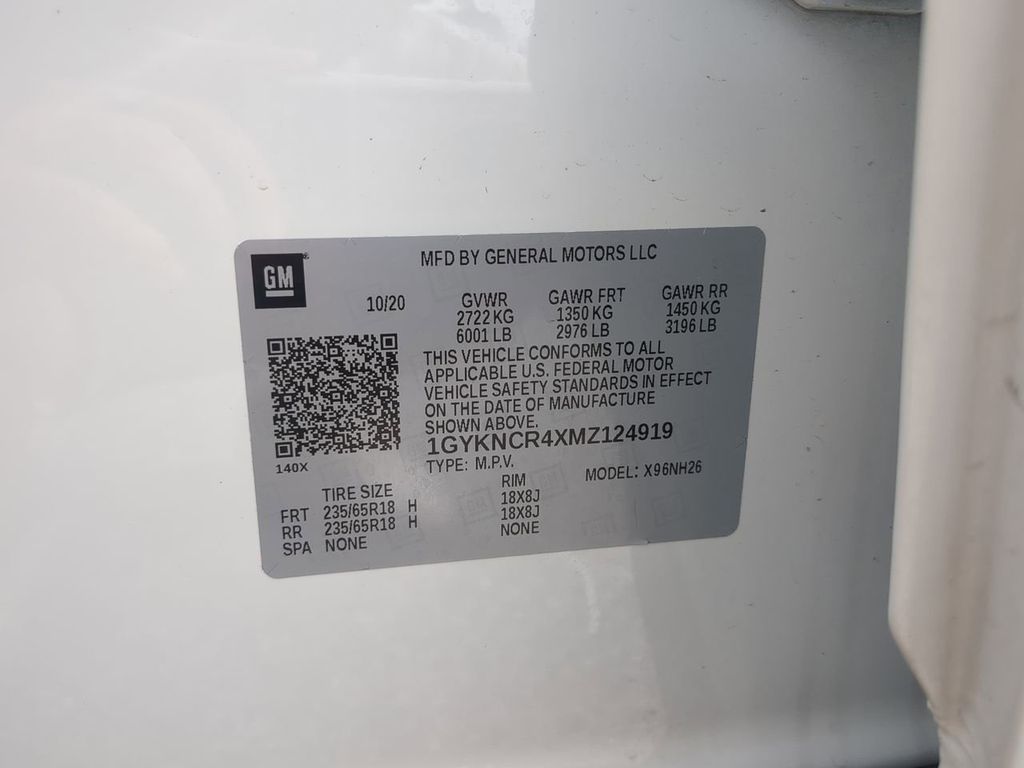 GM
MFD BY GENERAL MOTORS LLC
10/20
GVWR GAWR FRT GAWR RR
2722 KG 1350 KG 1450 KG
6001 LB 2976 LB 3196 LB
THIS VEHICLE CONFORMS TO ALL
APPLICABLE U.S. FEDERAL MOTOR
VEHICLE SAFETY STANDARDS IN EFFECT
ON THE DATE OF MANUFACTURE
SHOWN ABOVE.
1GYKNCR4XMZ124919
140X
TYPE: M.P.V. MODEL: X96NH26
TIRE SIZE RIM
FRT 235/65R18 H 18X8J
RR 235/65R18 H 18X8J
SPA NONE NONE